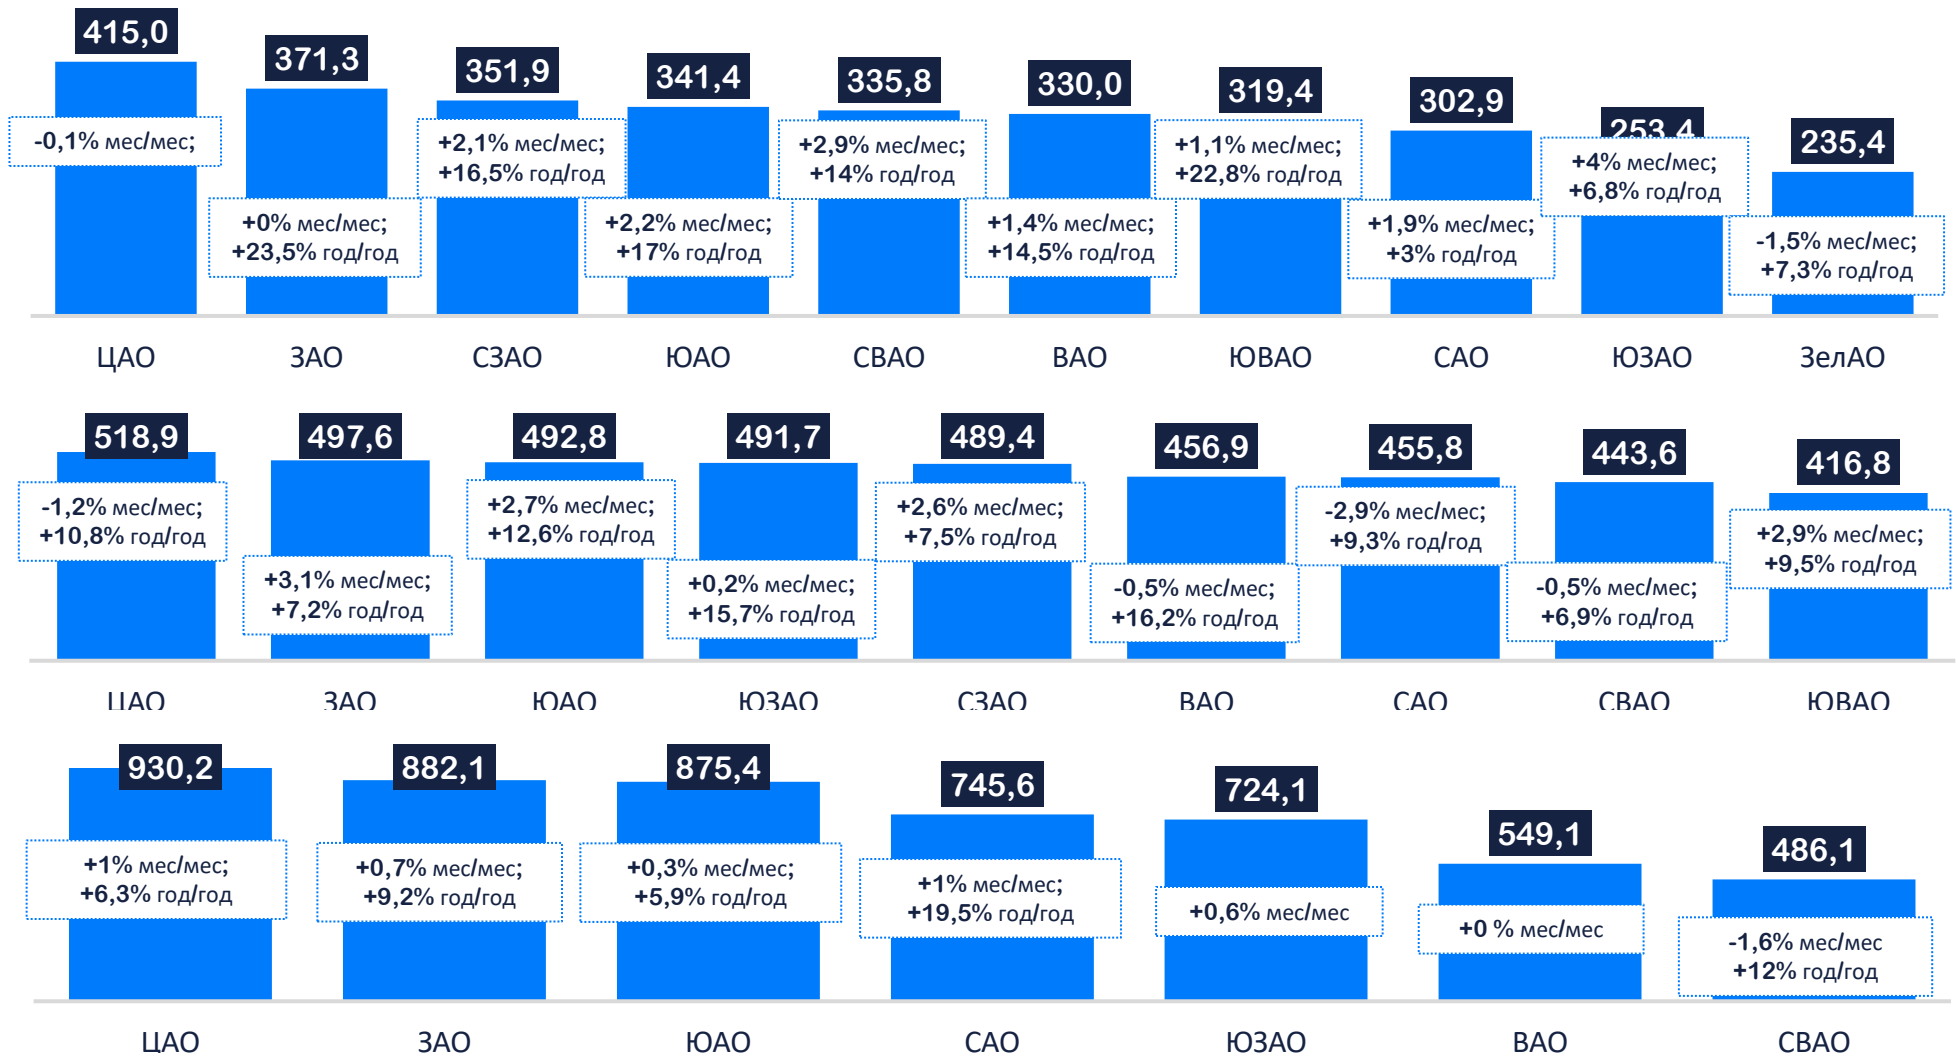 415,0
371,3
351,9
341,4
335,8
330,0
319,4
302,9
253,4
235,4
-0,1% мес/мес;
+0% мес/мес;
+23,5% год/год
+2,1% мес/мес;
+16,5% год/год
+2,2% мес/мес;
+17% год/год
+2,9% мес/мес;
+14% год/год
+1,4% мес/мес;
+14,5% год/год
+1,1% мес/мес;
+22,8% год/год
+1,9% мес/мес;
+3% год/год
+4% мес/мес;
+6,8% год/год
-1,5% мес/мес;
+7,3% год/год
ЦАО
ЗАО
СЗАО
ЮАО
СВАО
ВАО
ЮВАО
САО
ЮЗАО
ЗелАО
518,9
497,6
492,8
491,7
489,4
456,9
455,8
443,6
416,8
-1,2% мес/мес;
+10,8% год/год
+3,1% мес/мес;
+7,2% год/год
+2,7% мес/мес;
+12,6% год/год
+0,2% мес/мес;
+15,7% год/год
+2,6% мес/мес;
+7,5% год/год
-0,5% мес/мес;
+16,2% год/год
-2,9% мес/мес;
+9,3% год/год
-0,5% мес/мес;
+6,9% год/год
+2,9% мес/мес;
+9,5% год/год
ЦАО
ЗАО
ЮАО
ЮЗАО
СЗАО
ВАО
САО
СВАО
ЮВАО
930,2
882,1
875,4
745,6
724,1
549,1
486,1
+1% мес/мес;
+6,3% год/год
+0,7% мес/мес;
+9,2% год/год
+0,3% мес/мес;
+5,9% год/год
+1% мес/мес;
+19,5% год/год
+0,6% мес/мес
+0 % мес/мес
-1,6% мес/мес
+12% год/год
ЦАО
ЗАО
ЮАО
САО
ЮЗАО
ВАО
СВАО